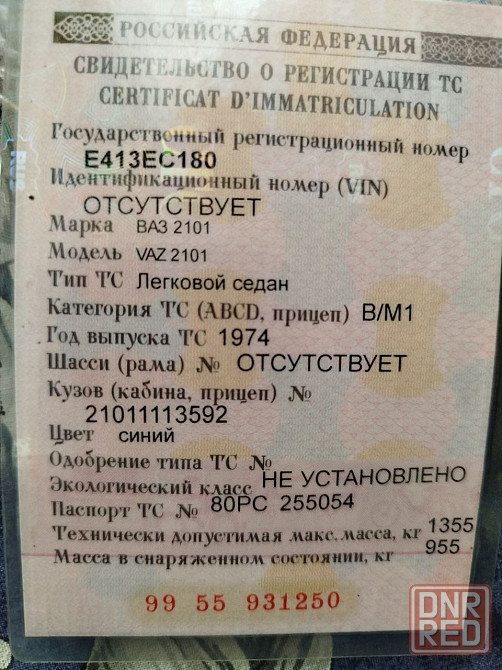 РОССИЙСКАЯ ФЕДЕРАЦИЯ
СВИДЕТЕЛЬСТВО О РЕГИСТРАЦИИ ТС
CERTIFICAT D'IMMATRICULATION
Государственный регистрационный номер
Е413ЕС180
Идентификационный номер (VIN)
ОТСУТСТВУЕТ
Марка ВАЗ 2101
Модель VAZ 2101
Тип ТС Легковой седан
Категория ТС (ABCD, прицеп) B/M1
Год выпуска ТС 1974
Шасси (рама) № ОТСУТСТВУЕТ
Кузов (кабина, прицеп) №
21011113592
Цвет синий
Одобрение типа ТС №
Экологический класс НЕ УСТАНОВЛЕНО
Паспорт ТС № 80РС 255054
Технически допустимая макс. масса, кг 1355
Масса в снаряженном состоянии, кг 955
99 55 931250
DNR
RED